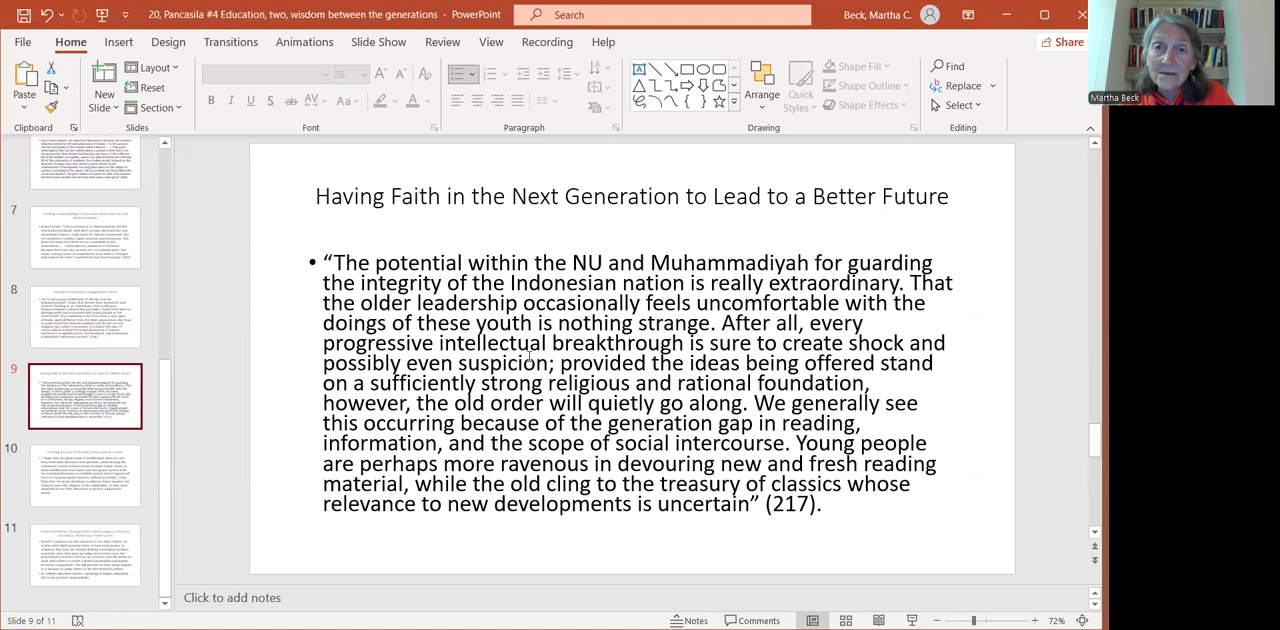 20, Pancasila #4 Education, two, wisdom between the generations - PowerPoint
Search
Beck, Martha C.
File Home Insert Design Slide Show Transitions Animations Slide Show Review View Recording Help
Share
Paste
New
Slide
Layout
Reset
Section
28
Arrange
Quick
Styles
Shape Fill
Shape Outline
Shape Effects
Find
Replace
Select
Clipboard
Slides
Font
Paragraph
Drawing
Editing
Martha Beck
7
8
9
10
11
Having Faith in the Next Generation to Lead to a Better Future
• “The potential within the NU and Muhammadiyah for guarding
the integrity of the Indonesian nation is really extraordinary. That
the older leadership occasionally feels uncomfortable with the
doings of these youth is nothing strange. After all, every
progressive intellectual breakthrough is sure to create shock and
possibly even suspicion; provided the ideas being offered stand
on a sufficiently strong religious and rational foundation,
however, the old order will quietly go along. We generally see
this occurring because of the generation gap in reading,
information, and the scope of social intercourse. Young people
are perhaps more ravenous in devouring new and fresh reading
material, while the old cling to the treasury of classics whose
relevance to new developments is uncertain” (217).
Click to add notes
Slide 9 of 11
Notes
Comments
72%